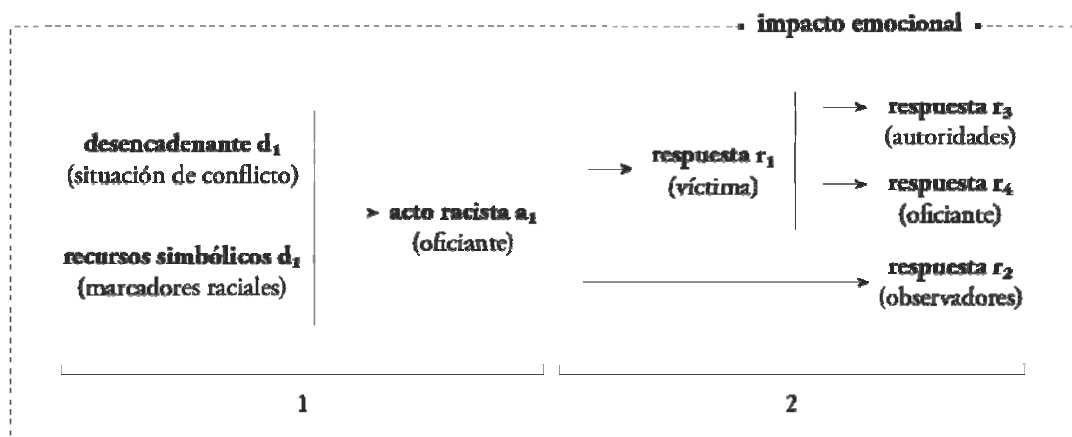 impacto emocional
desencadenante d₁
(situación de conflicto)
recursos simbólicos d₁
(marcadores raciales)
acto racista a₁
(oficiante)
respuesta r₁
(víctima)
respuesta r₃
(autoridades)
respuesta r₄
(oficiante)
respuesta r₂
(observadores)
1
2